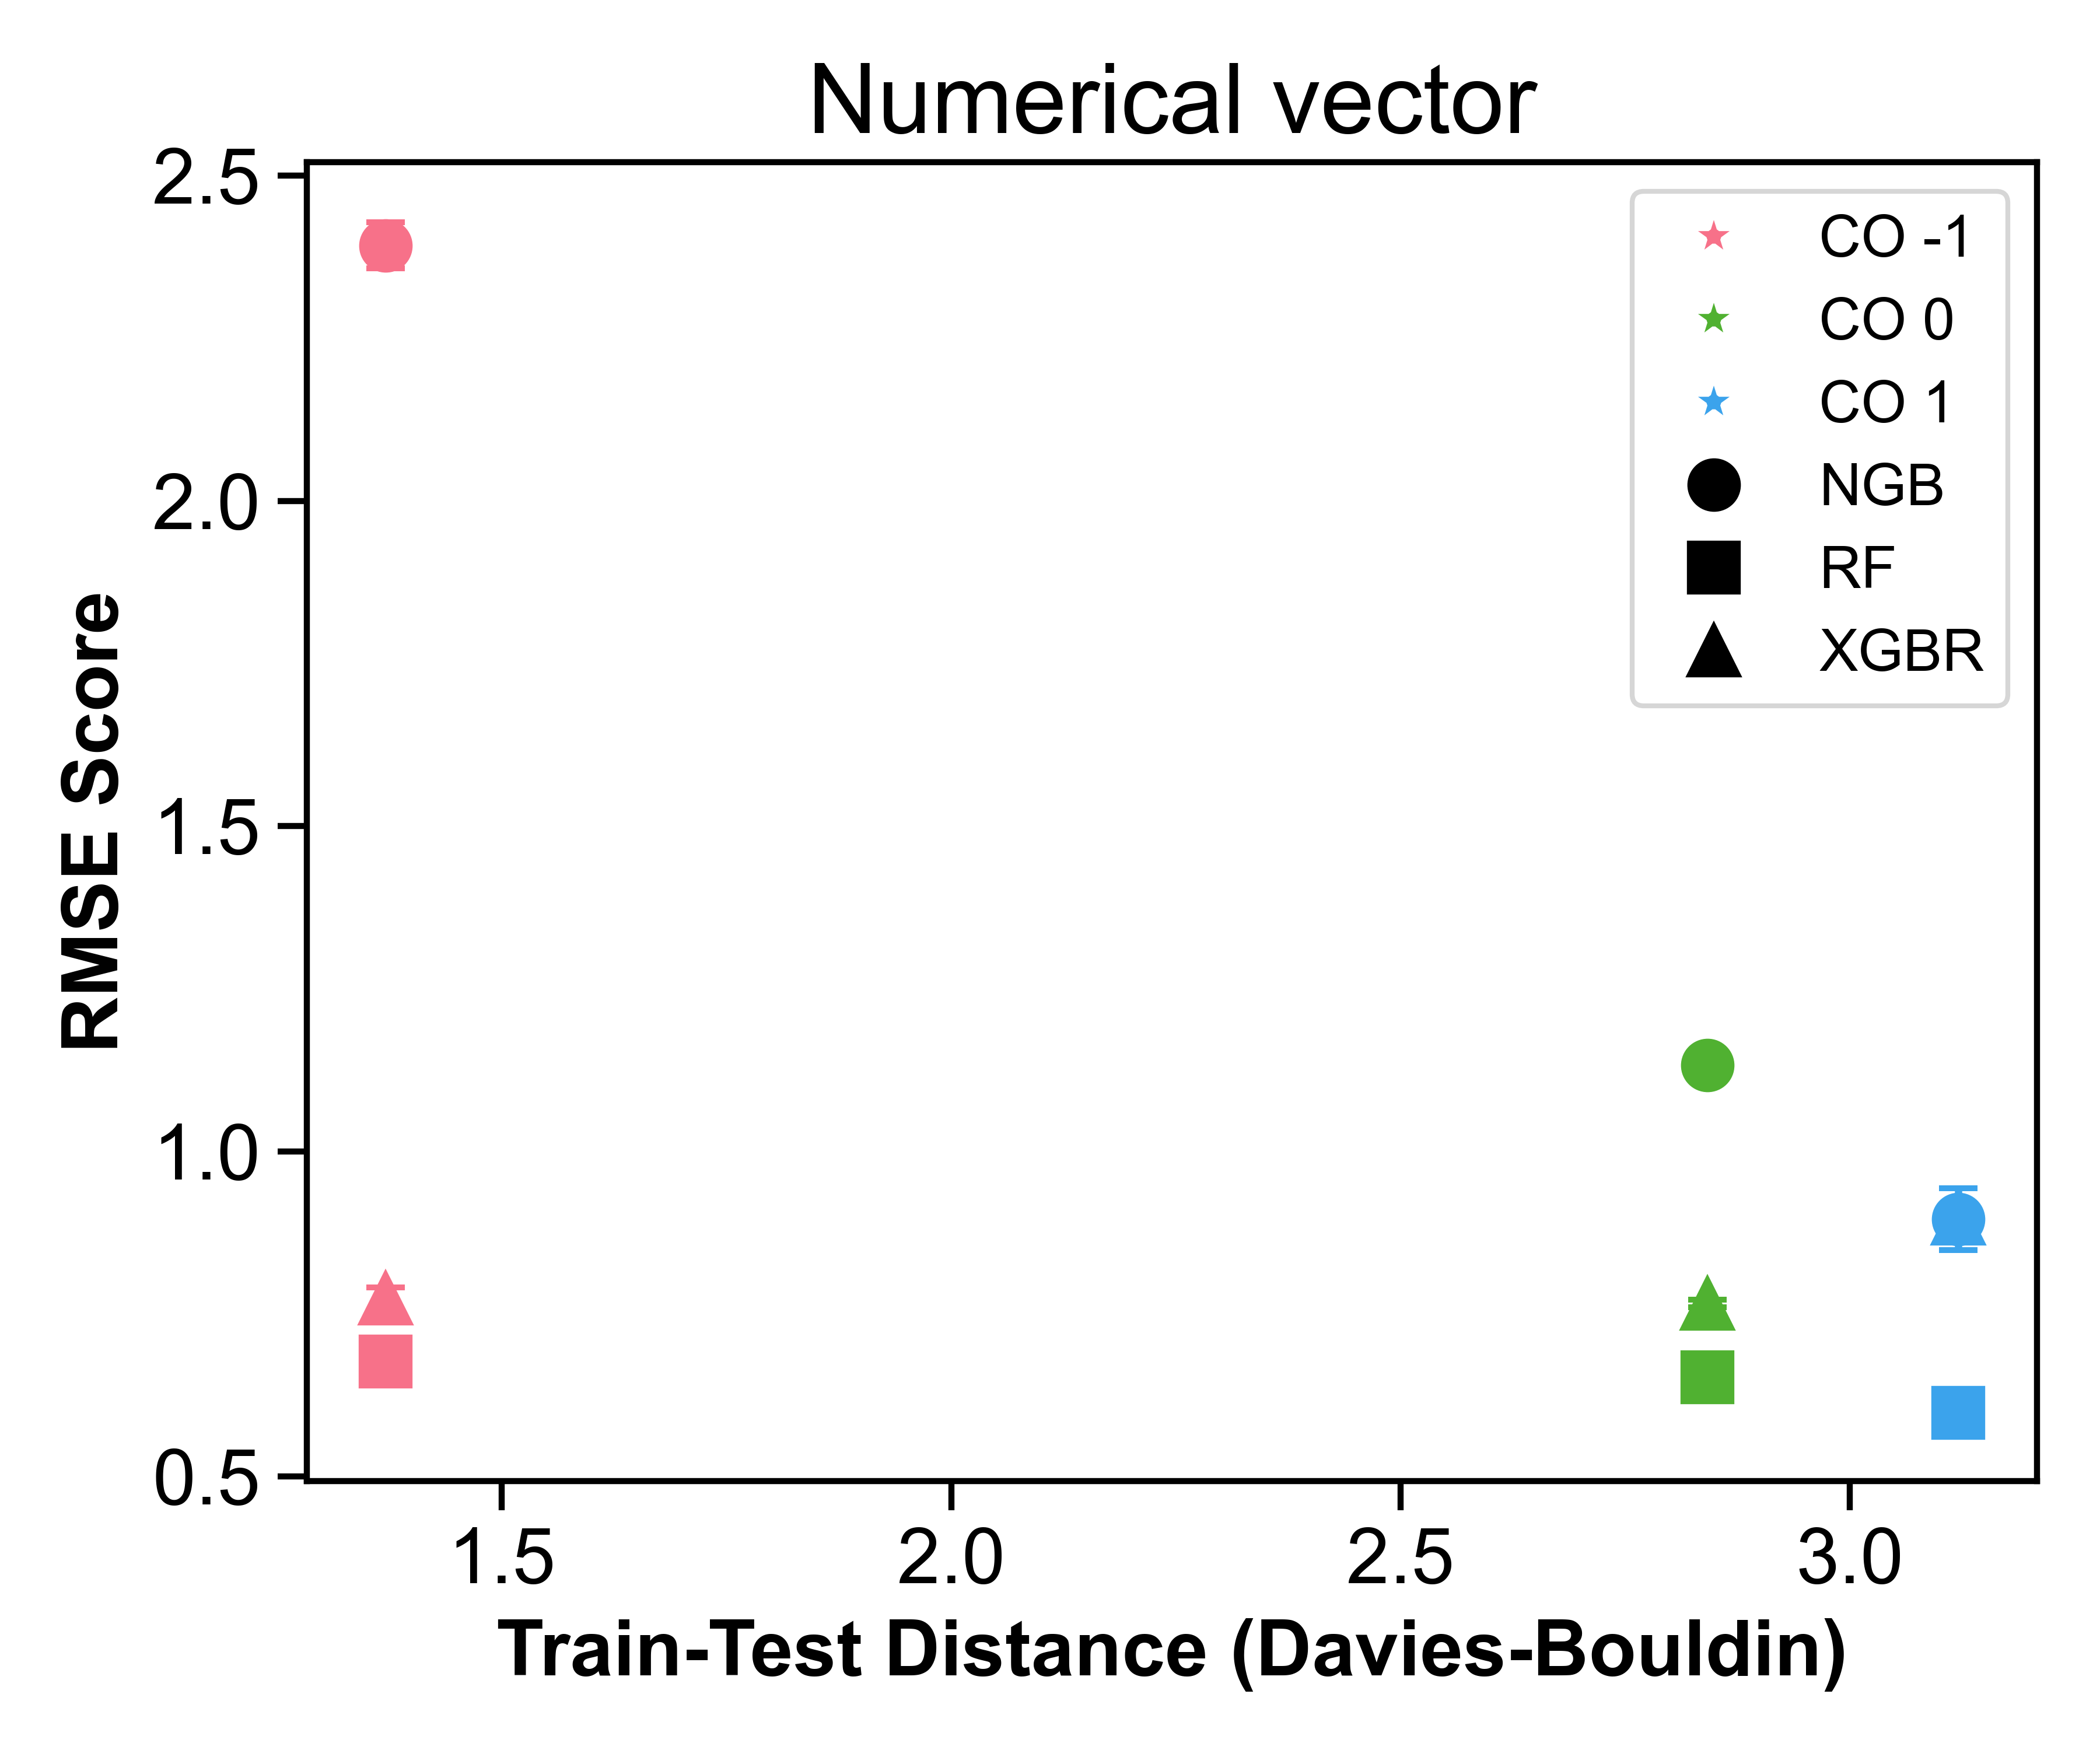 Numerical vector
2.5
2.0
1.5
1.0
0.5
RMSE Score
CO -1
CO 0
CO 1
NGB
RF
XGBR
1.5 2.0 2.5 3.0
Train-Test Distance (Davies-Bouldin)